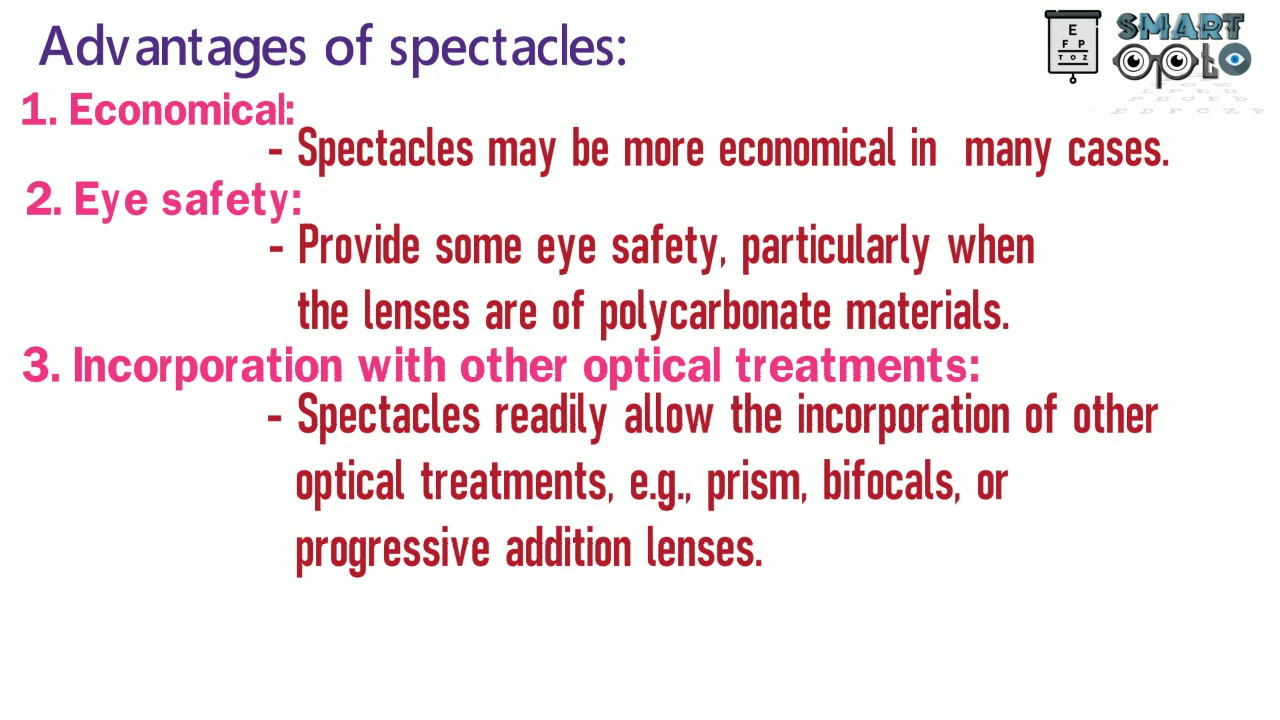 Advantages of spectacles:
E
F P
T O Z
SMART
opto
1. Economical:
- Spectacles may be more economical in many cases.
2. Eye safety:
- Provide some eye safety, particularly when
the lenses are of polycarbonate materials.
3. Incorporation with other optical treatments:
- Spectacles readily allow the incorporation of other
optical treatments, e.g., prism, bifocals, or
progressive addition lenses.